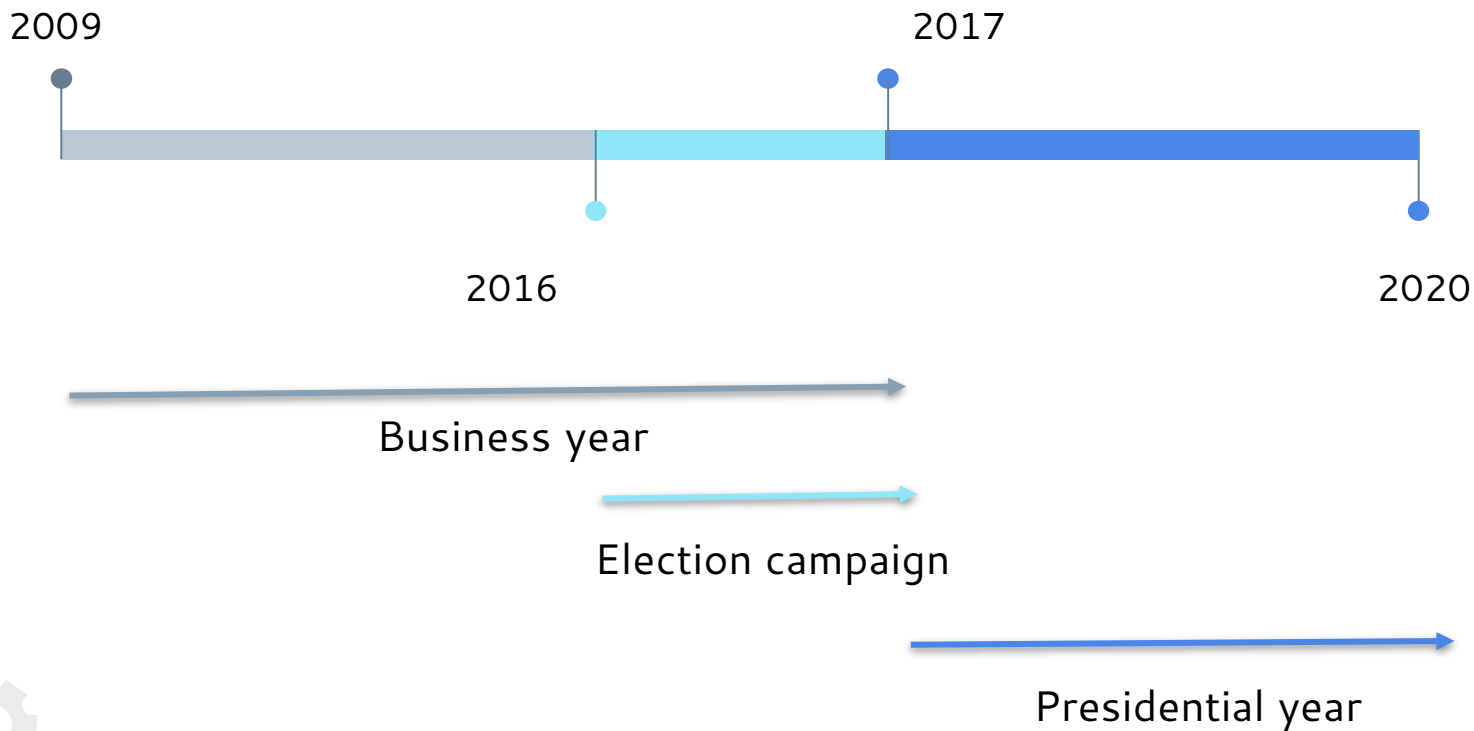 2009
2017
2016
2020
Business year
Election campaign
Presidential year